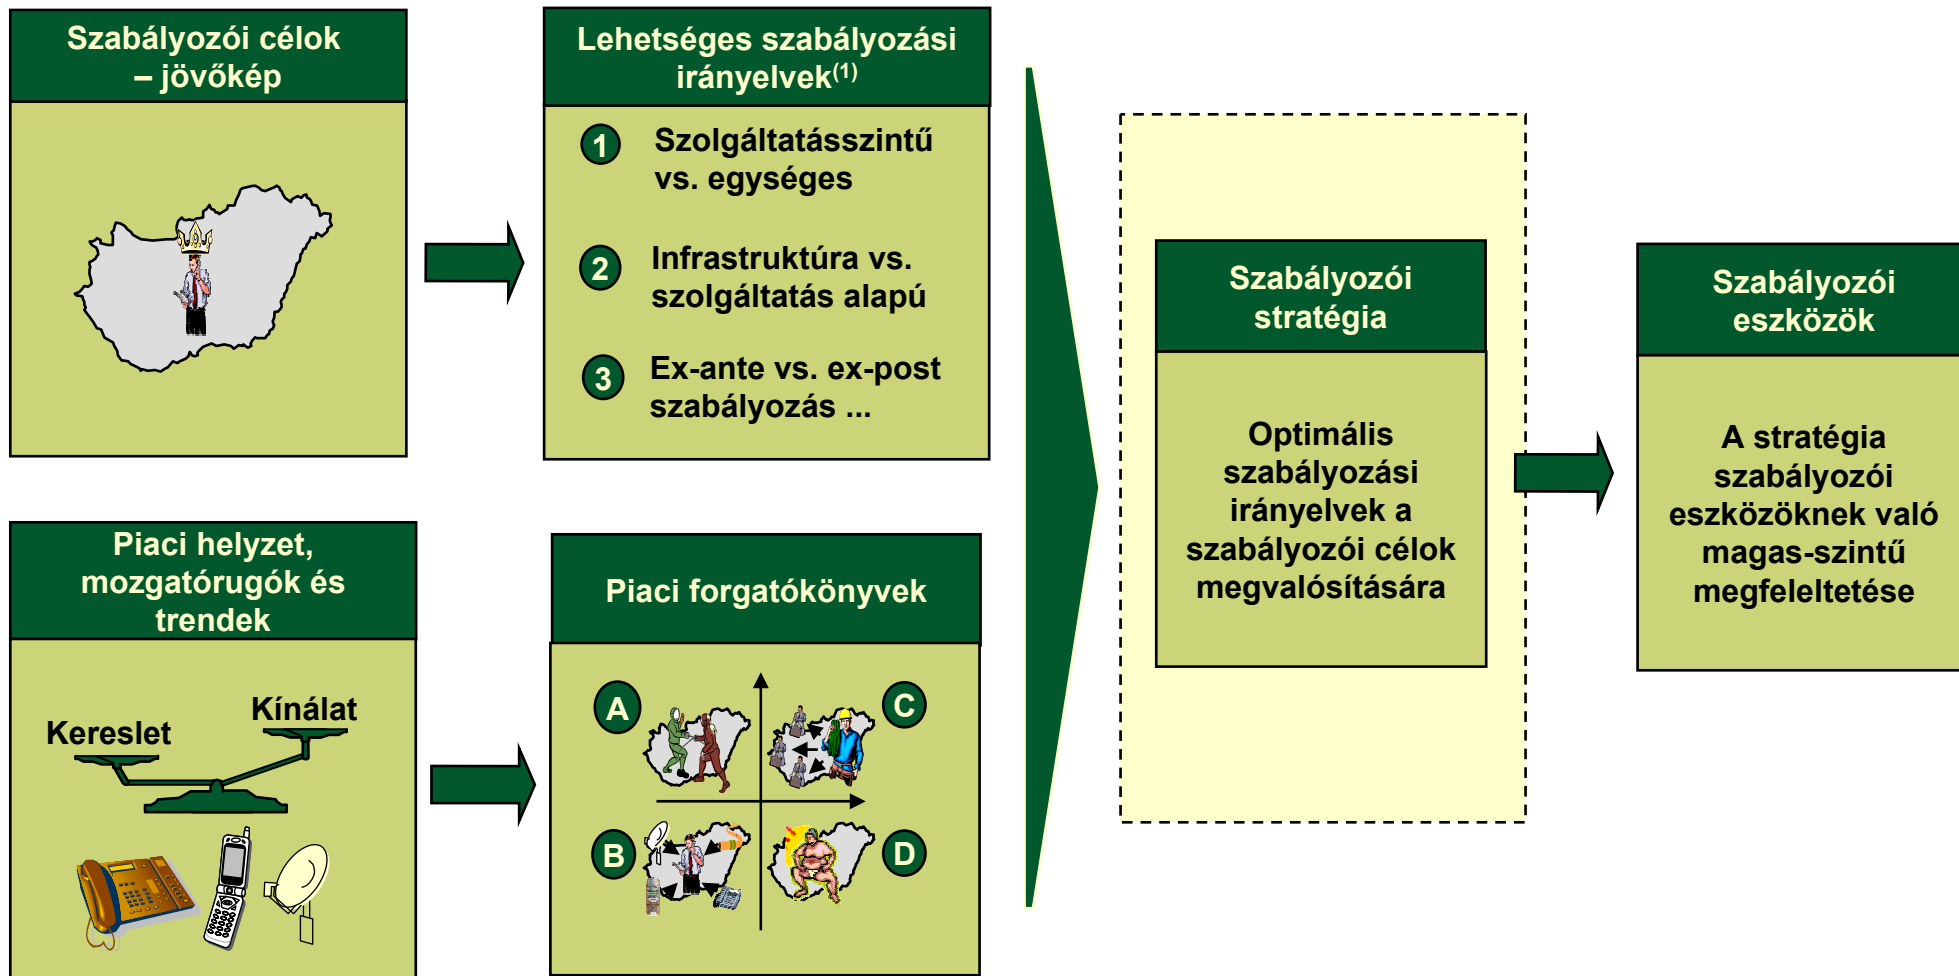 Szabályozói célok
– jövőkép
Lehetséges szabályozási
irányelvek(1)
1 Szolgáltatásszintű
vs. egységes
2 Infrastruktúra vs.
szolgáltatás alapú
3 Ex-ante vs. ex-post
szabályozás ...
Piaci helyzet,
mozgatórugók és
trendek
Kereslet
Kínálat
Piaci forgatókönyvek
A
C
B
D
Szabályozói
stratégia
Optimális
szabályozási
irányelvek a
szabályozói célok
megvalósítására
Szabályozói
eszközök
A stratégia
szabályozói
eszközöknek való
magas-szintű
megfeleltetése